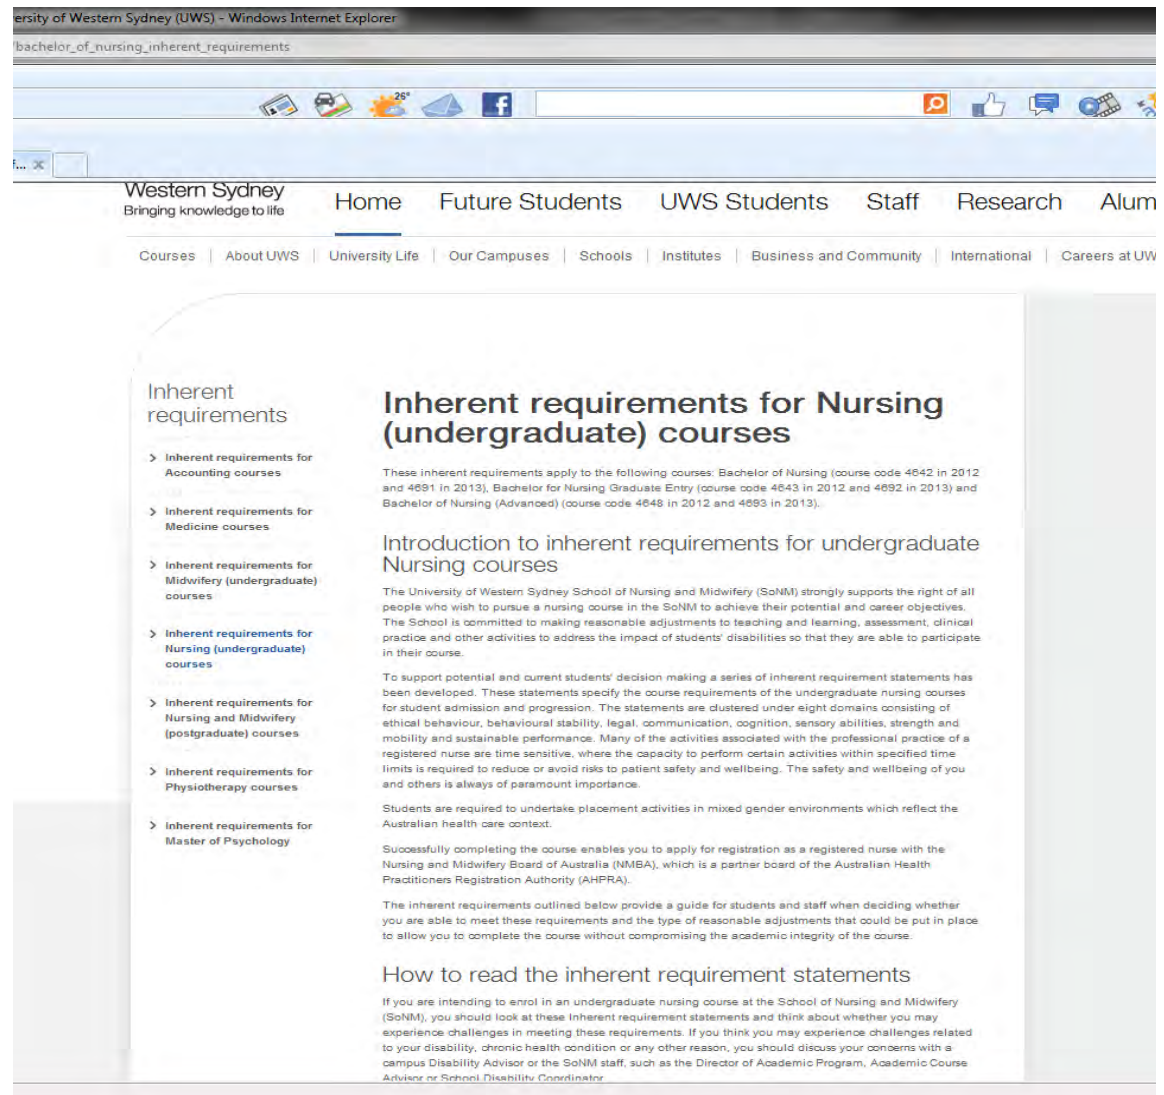 ersity of Western Sydney (UWS) - Windows Internet Explorer
/bachelor_of_nursing_inherent_requirements
26°
f...
Western Sydney
Bringing knowledge to life
Home Future Students UWS Students Staff Research Alum
Courses | About UWS | University Life | Our Campuses | Schools | Institutes | Business and Community | International | Careers at UW
Inherent
requirements
> Inherent requirements for
Accounting courses
> Inherent requirements for
Medicine courses
> Inherent requirements for
Midwifery (undergraduate)
courses
> Inherent requirements for
Nursing (undergraduate)
courses
> Inherent requirements for
Nursing and Midwifery
(postgraduate) courses
> Inherent requirements for
Physiotherapy courses
> Inherent requirements for
Master of Psychology
Inherent requirements for Nursing
(undergraduate) courses
These inherent requirements apply to the following courses: Bachelor of Nursing (course code 4642 in 2012
and 4691 in 2013), Bachelor for Nursing Graduate Entry (course code 4643 in 2012 and 4692 in 2013) and
Bachelor of Nursing (Advanced) (course code 4648 in 2012 and 4693 in 2013).
Introduction to inherent requirements for undergraduate
Nursing courses
The University of Western Sydney School of Nursing and Midwifery (SoNM) strongly supports the right of all
people who wish to pursue a nursing course in the SoNM to achieve their potential and career objectives.
The School is committed to making reasonable adjustments to teaching and learning, assessment, clinical
practice and other activities to address the impact of students' disabilities so that they are able to participate
in their course.
To support potential and current students' decision making a series of inherent requirement statements has
been developed. These statements specify the course requirements of the undergraduate nursing courses
for student admission and progression. The statements are clustered under eight domains consisting of
ethical behaviour, behavioural stability, legal, communication, cognition, sensory abilities, strength and
mobility and sustainable performance. Many of the activities associated with the professional practice of a
registered nurse are time sensitive, where the capacity to perform certain activities within specified time
limits is required to reduce or avoid risks to patient safety and wellbeing. The safety and wellbeing of you
and others is always of paramount importance.
Students are required to undertake placement activities in mixed gender environments which reflect the
Australian health care context.
Successfully completing the course enables you to apply for registration as a registered nurse with the
Nursing and Midwifery Board of Australia (NMBA), which is a partner board of the Australian Health
Practitioners Registration Authority (AHPRA).
The inherent requirements outlined below provide a guide for students and staff when deciding whether
you are able to meet these requirements and the type of reasonable adjustments that could be put in place
to allow you to complete the course without compromising the academic integrity of the course.
How to read the inherent requirement statements
If you are intending to enrol in an undergraduate nursing course at the School of Nursing and Midwifery
(SoNM), you should look at these Inherent requirement statements and think about whether you may
experience challenges in meeting these requirements. If you think you may experience challenges related
to your disability, chronic health condition or any other reason, you should discuss your concerns with a
campus Disability Advisor or the SoNM staff, such as the Director of Academic Program, Academic Course
Advisor or School Disability Coordinator